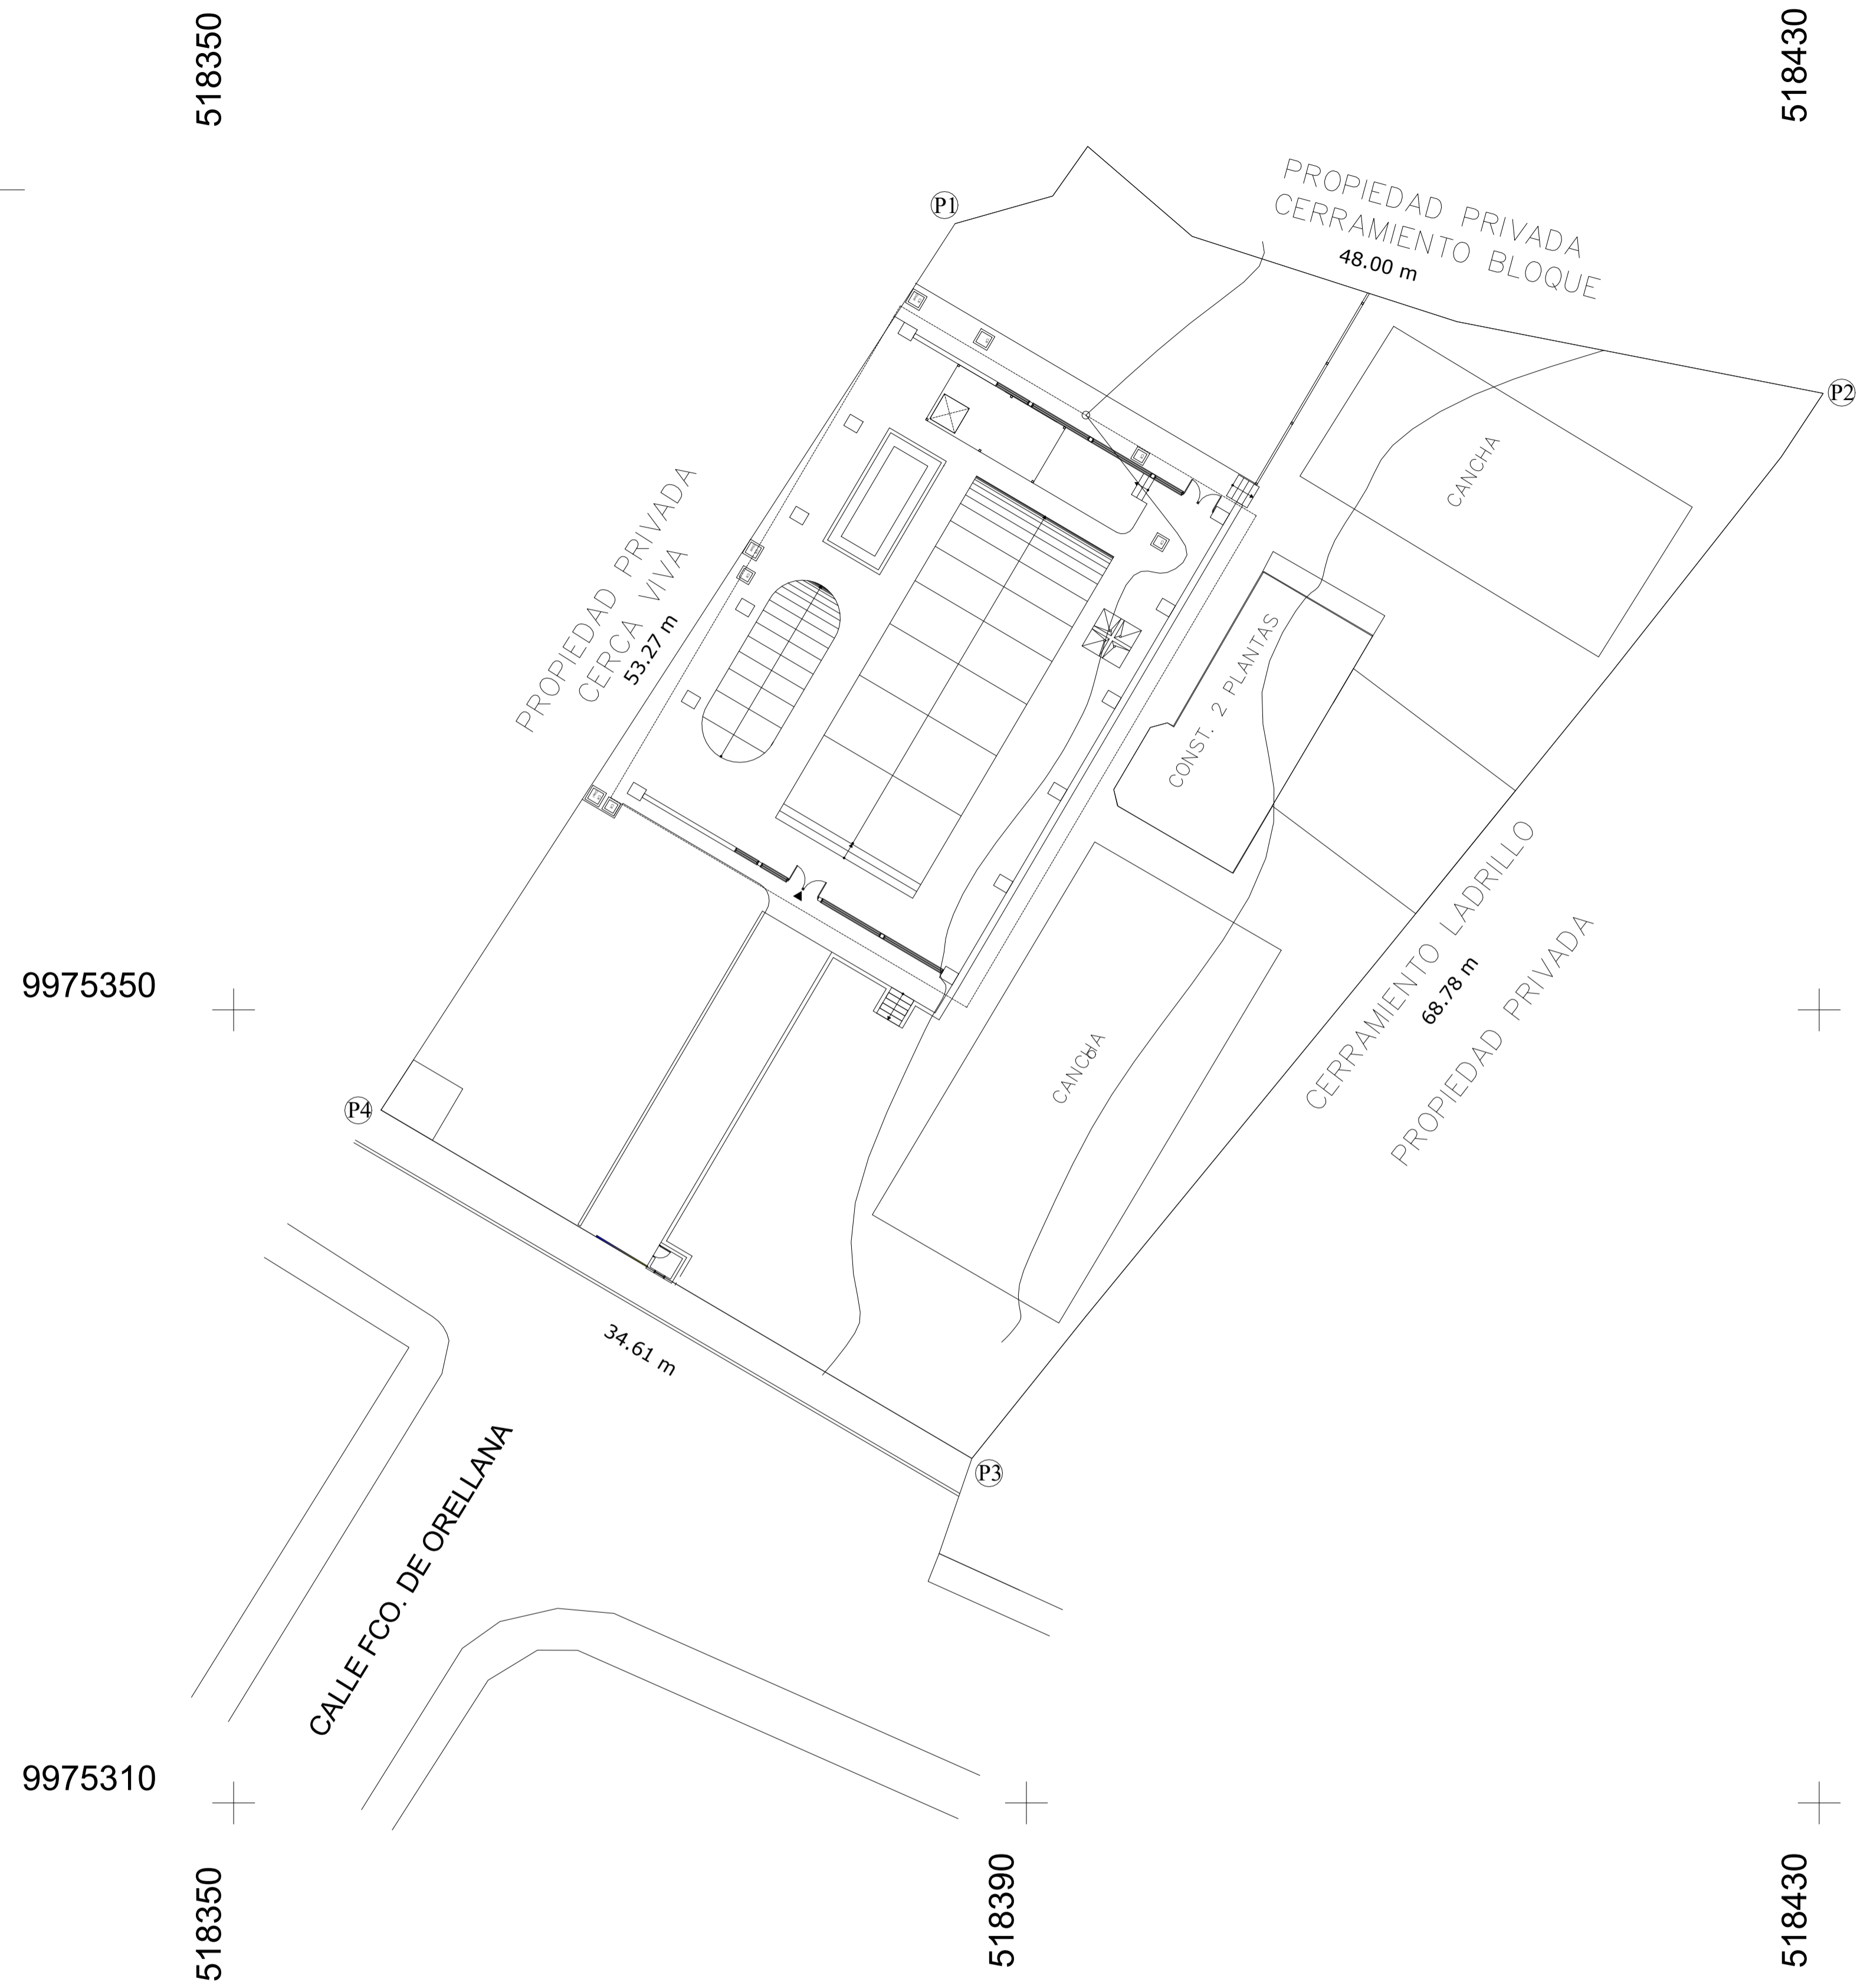 518350
518430
P1
PROPIEDAD PRIVADA
CERRAMIENTO BLOQUE
48.00 m
P2
CANCHA
PROPIEDAD PRIVADA
CERCA VIVA
53.27 m
CONST. 2 PLANTAS
CERRAMIENTO LADRILLO
68.78 m
PROPIEDAD PRIVADA
9975350
CANCHA
P4
34.61 m
P3
CALLE FCO. DE ORELLANA
9975310
518350
518390
518430